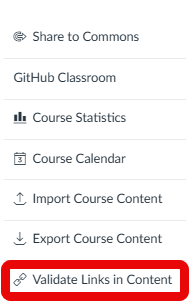 Share to Commons
GitHub Classroom
Course Statistics
Course Calendar
Import Course Content
Export Course Content
Validate Links in Content